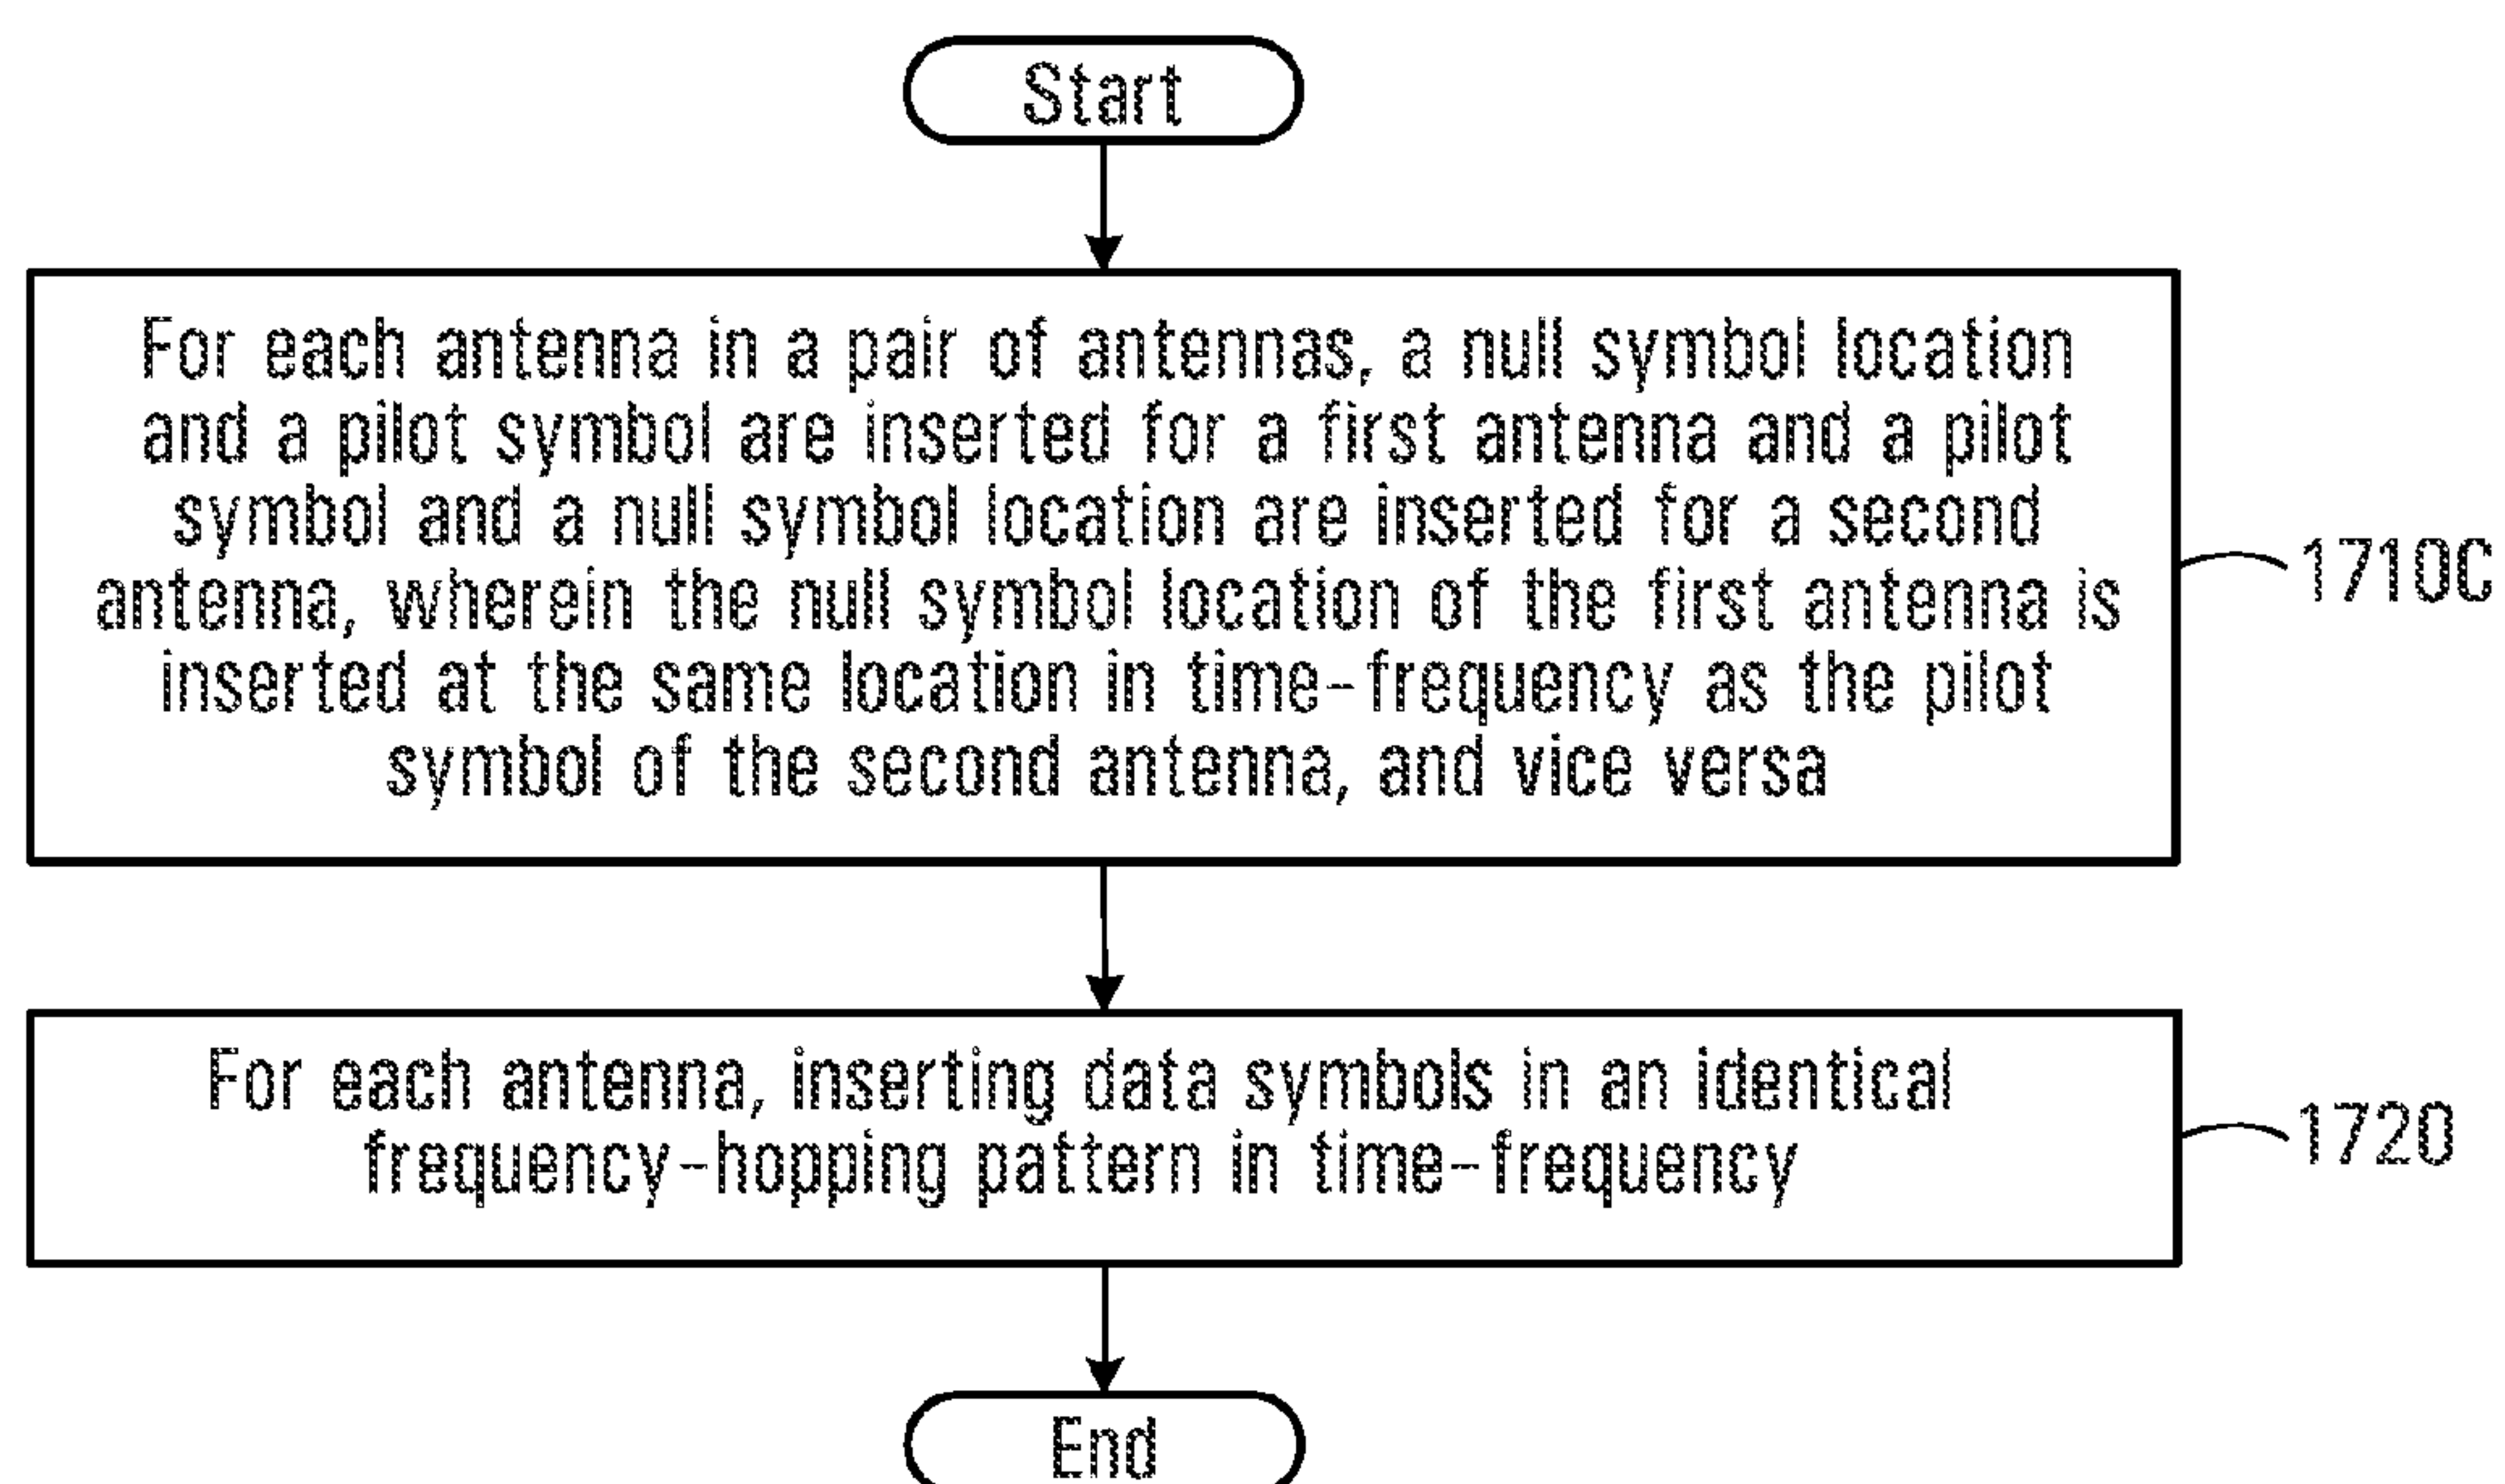 Start
For each antenna in a pair of antennas, a null symbol location
and a pilot symbol are inserted for a first antenna and a pilot
symbol and a null symbol location are inserted for a second
antenna, wherein the null symbol location of the first antenna is
inserted at the same location in time-frequency as the pilot
symbol of the second antenna, and vice versa
1710C
For each antenna, inserting data symbols in an identical
frequency-hopping pattern in time-frequency
1720
End